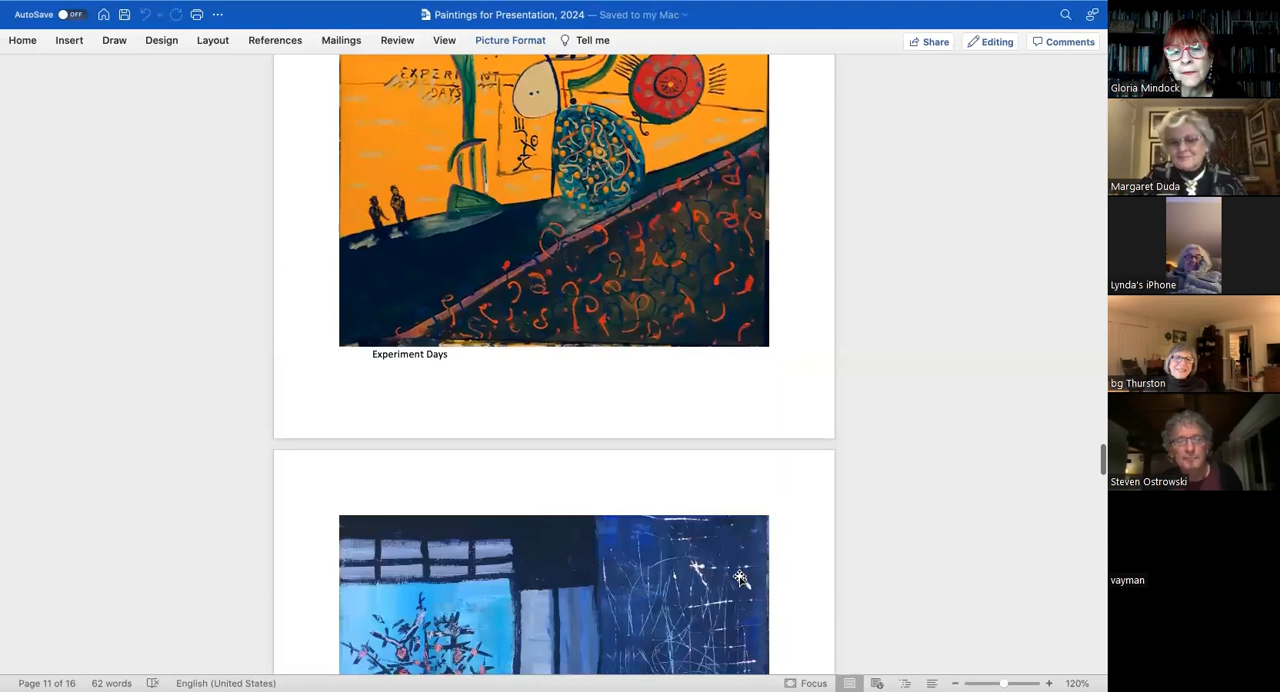 AutoSave OFF
Paintings for Presentation, 2024 — Saved to my Mac
Home Insert Draw Design Layout References Mailings Review View Picture Format Tell me
Share Editing Comments
EXPERIMENT
DAYS
Experiment Days
Page 11 of 16 62 words English (United States) Focus 120%
Gloria Mindock
Margaret Duda
Lynda's iPhone
bg Thurston
Steven Ostrowski
vayman